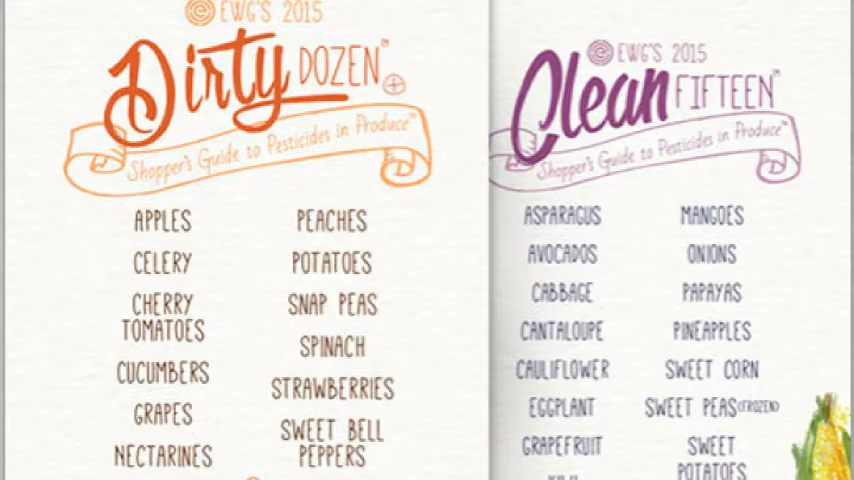 EWG'S 2015
Dirty DOZEN™
Shopper's Guide to Pesticides in Produce™
APPLES
CELERY
CHERRY
TOMATOES
CUCUMBERS
GRAPES
NECTARINES
PEACHES
POTATOES
SNAP PEAS
SPINACH
STRAWBERRIES
SWEET BELL
PEPPERS
EWG'S 2015
Clean FIFTEEN™
Shopper's Guide to Pesticides in Produce™
ASPARAGUS
AVOCADOS
CABBAGE
CANTALOUPE
CAULIFLOWER
EGGPLANT
GRAPEFRUIT
MANGOES
ONIONS
PAPAYAS
PINEAPPLES
SWEET CORN
SWEET PEAS (FROZEN)
SWEET
POTATOES